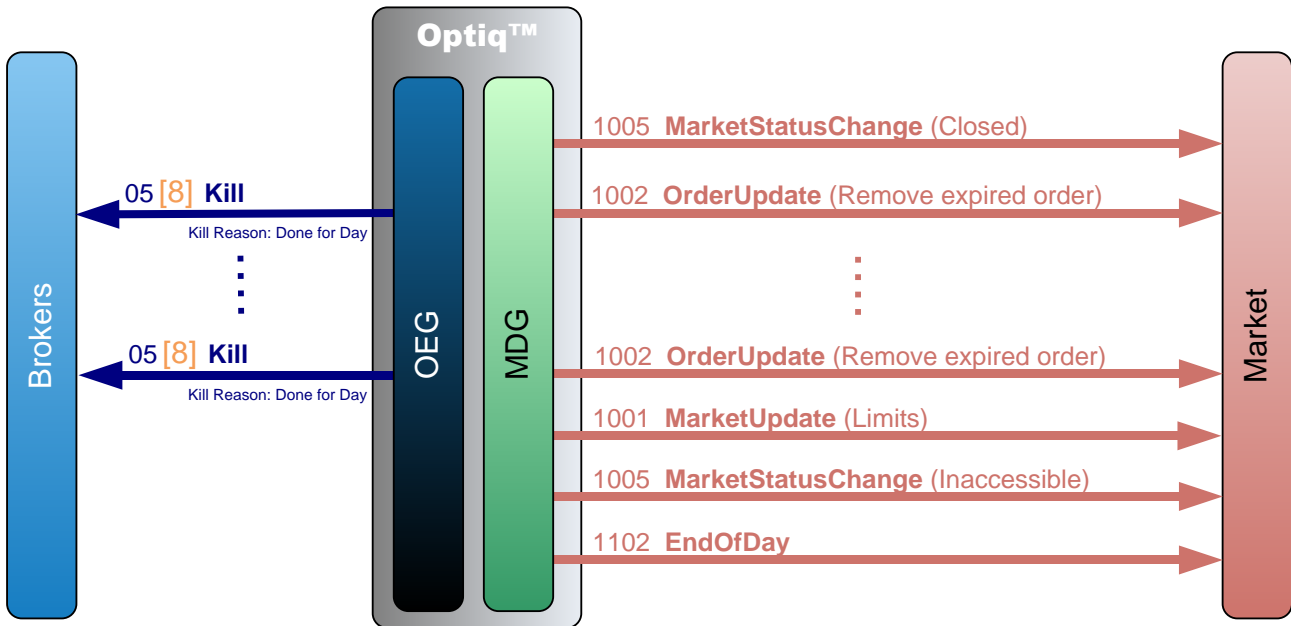 Optiq™
Brokers
OEG
MDG
Market
1005 MarketStatusChange (Closed)
05 [8] Kill
Kill Reason: Done for Day
1002 OrderUpdate (Remove expired order)
05 [8] Kill
Kill Reason: Done for Day
1002 OrderUpdate (Remove expired order)
1001 MarketUpdate (Limits)
1005 MarketStatusChange (Inaccessible)
1102 EndOfDay